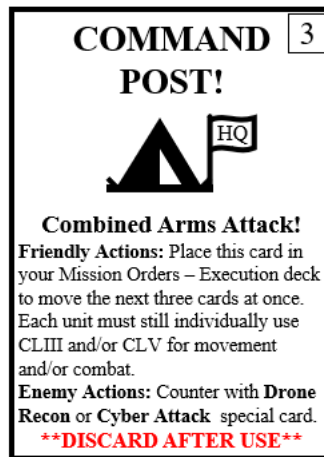 COMMAND 3
POST!
HQ
Combined Arms Attack!
Friendly Actions: Place this card in
your Mission Orders – Execution deck
to move the next three cards at once.
Each unit must still individually use
CLIII and/or CLV for movement
and/or combat.
Enemy Actions: Counter with Drone
Recon or Cyber Attack special card.
**DISCARD AFTER USE**